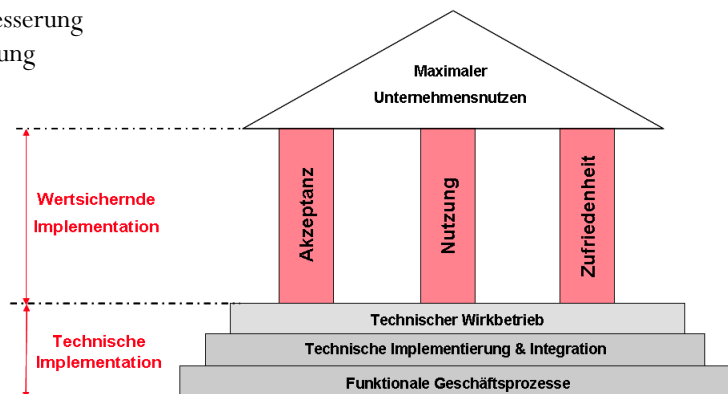 esserung
ung
Maximaler
Unternehmensnutzen
Wertsichernde
Implementation
Akzeptanz
Nutzung
Zufriedenheit
Technische
Implementation
Technischer Wirkbetrieb
Technische Implementierung & Integration
Funktionale Geschäftsprozesse